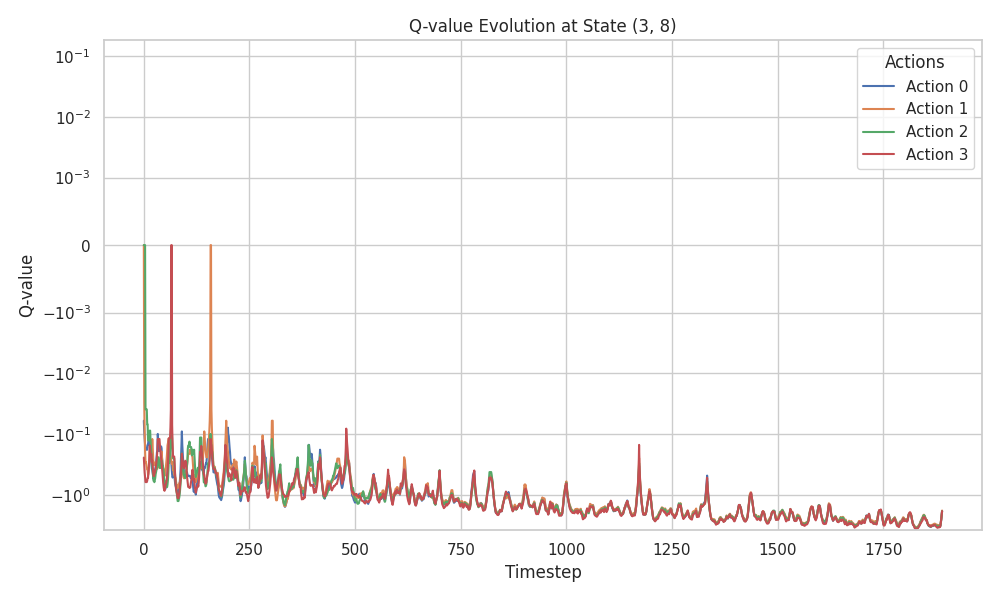 Q-value Evolution at State (3, 8)
Actions
Action 0
Action 1
Action 2
Action 3
Q-value
10⁻¹
10⁻²
10⁻³
0
−10⁻³
−10⁻²
−10⁻¹
−10⁰
0 250 500 750 1000 1250 1500 1750
Timestep